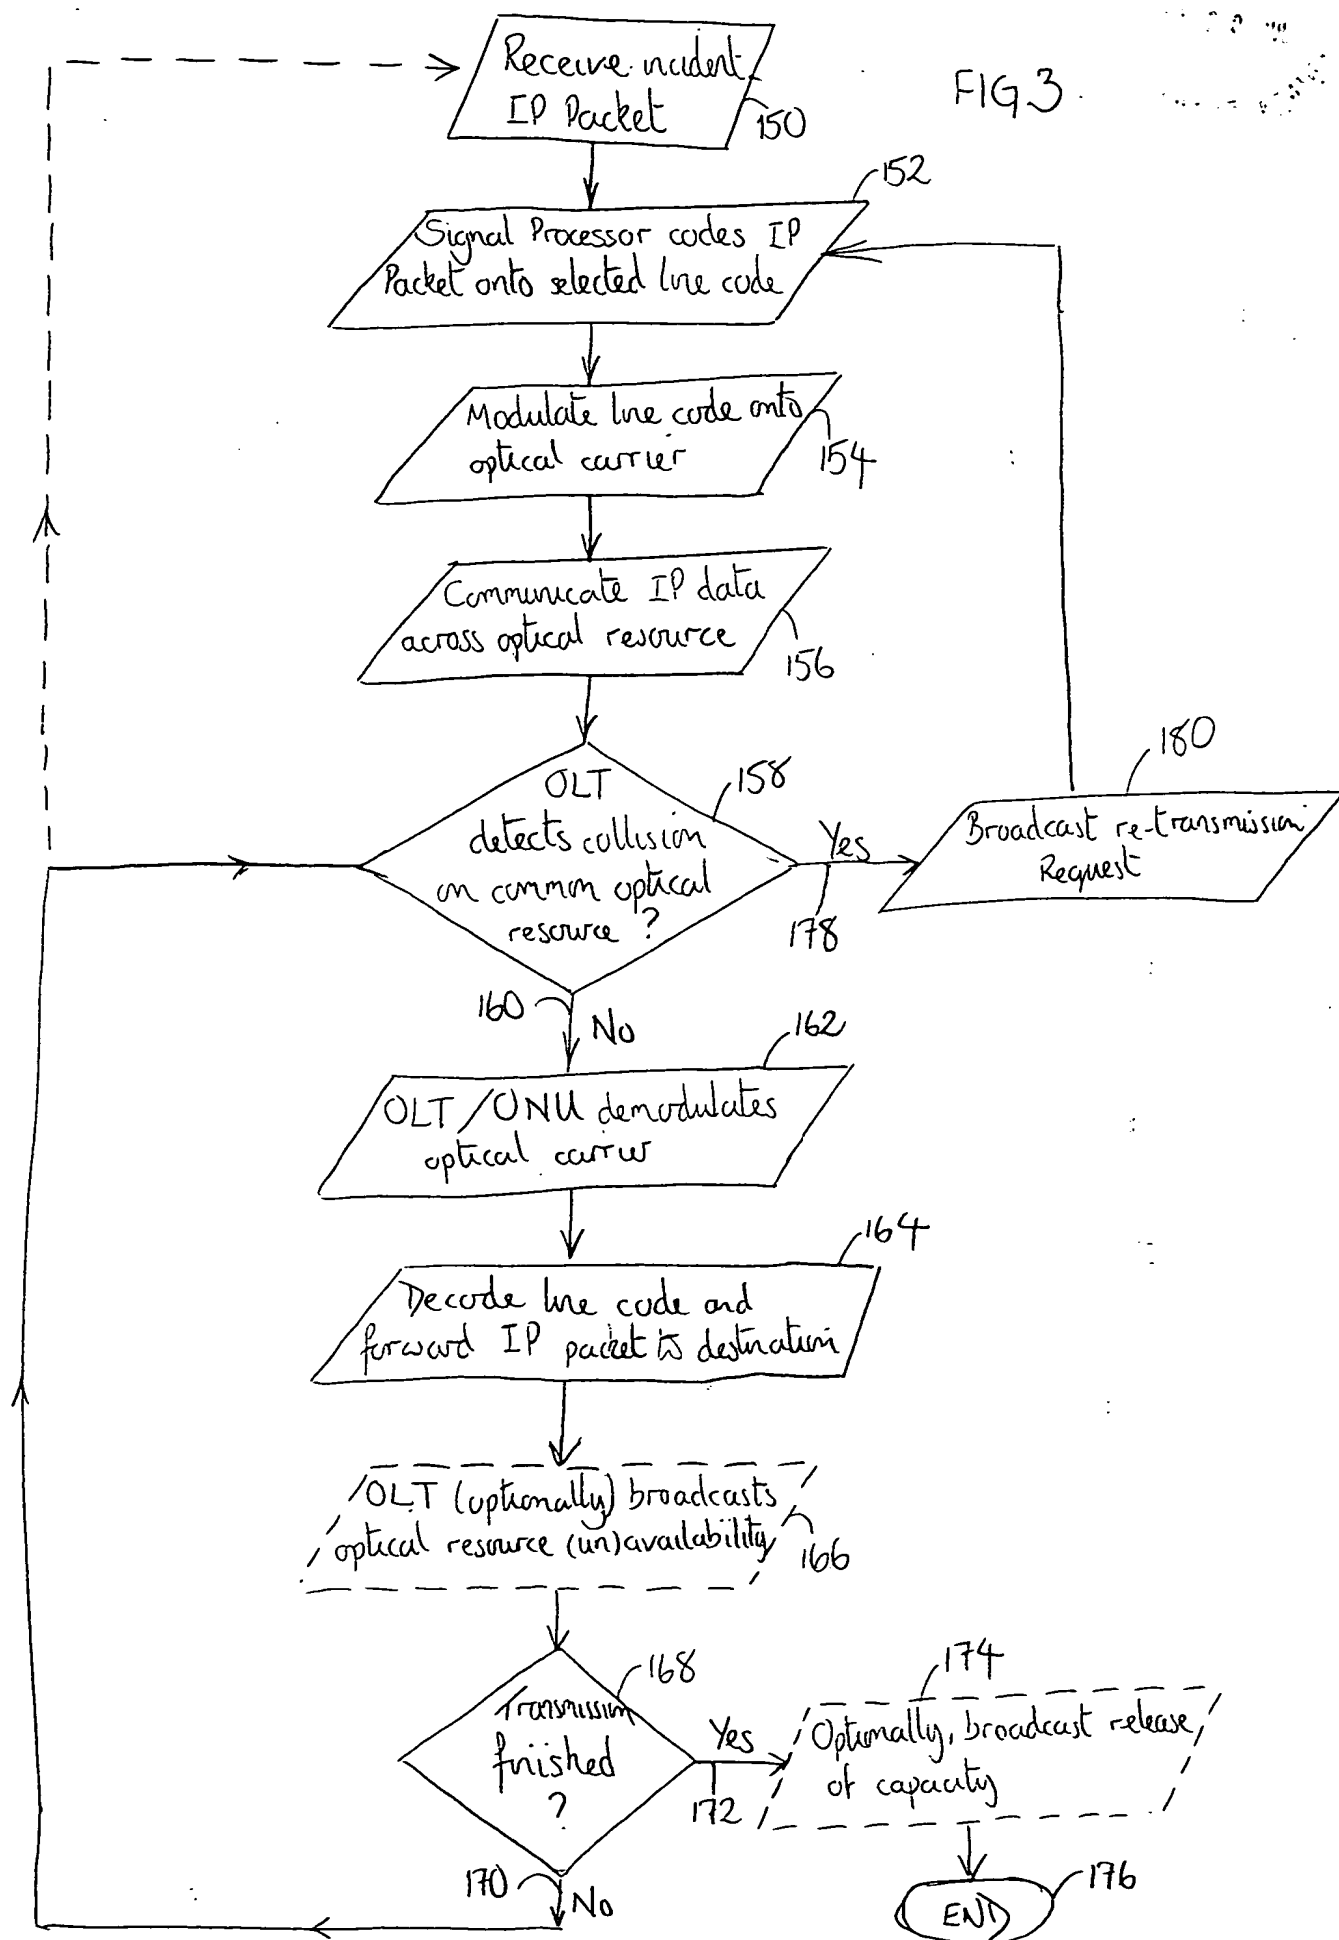 FIG 3
Receive incident
IP Packet
150
152
Signal Processor codes IP
Packet onto selected line code
Modulate line code onto
optical carrier
154
Communicate IP data
across optical resource
156
OLT
detects collision
on common optical
resource ?
158
Yes
178
180
Broadcast re-transmission
Request
160
No
162
OLT/ONU demodulates
optical carrier
164
Decode line code and
forward IP packet to destination
OLT (optionally) broadcasts
optical resource (un)availability
166
168
Transmission
finished
?
Yes
172
174
Optionally, broadcast release
of capacity
170
No
176
END